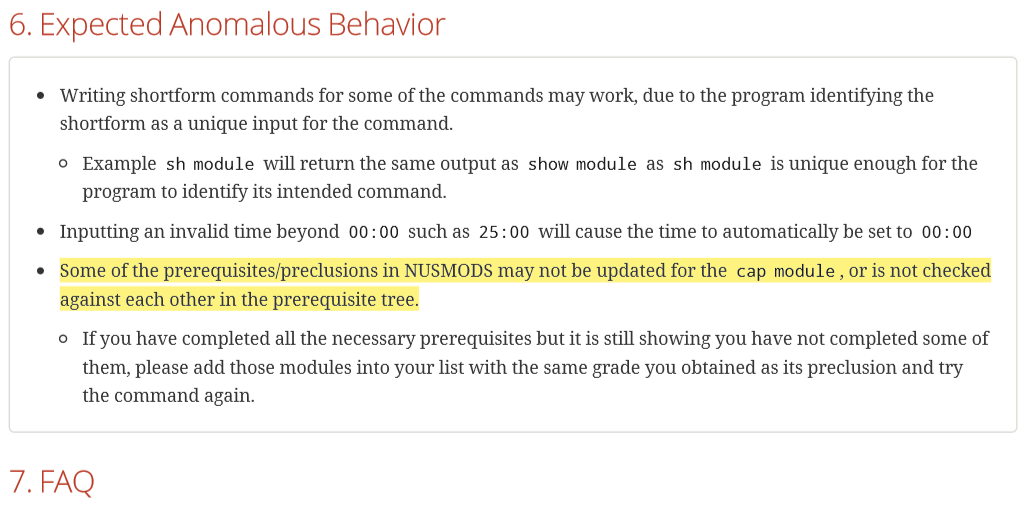 6. Expected Anomalous Behavior
• Writing shortform commands for some of the commands may work, due to the program identifying the
shortform as a unique input for the command.
◦ Example sh module will return the same output as show module as sh module is unique enough for the
program to identify its intended command.
• Inputting an invalid time beyond 00:00 such as 25:00 will cause the time to automatically be set to 00:00
• Some of the prerequisites/preclusions in NUSMODS may not be updated for the cap module, or is not checked
against each other in the prerequisite tree.
◦ If you have completed all the necessary prerequisites but it is still showing you have not completed some of
them, please add those modules into your list with the same grade you obtained as its preclusion and try
the command again.
7. FAQ